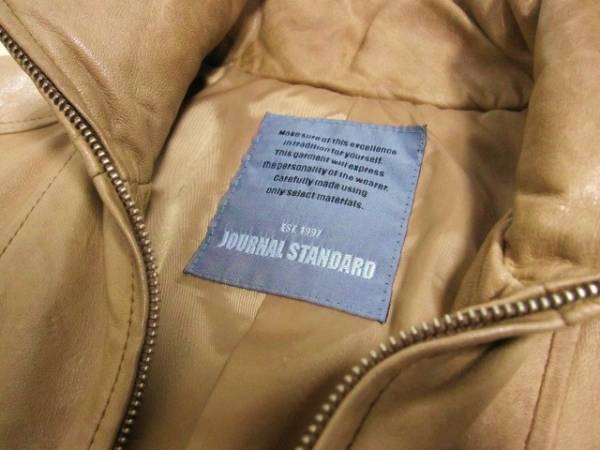 Make sure of this excellence
in tradition for yourself.
This garment will express
the personality of the wearer.
Carefully made using
only select materials.
EST. 1997
JOURNAL STANDARD